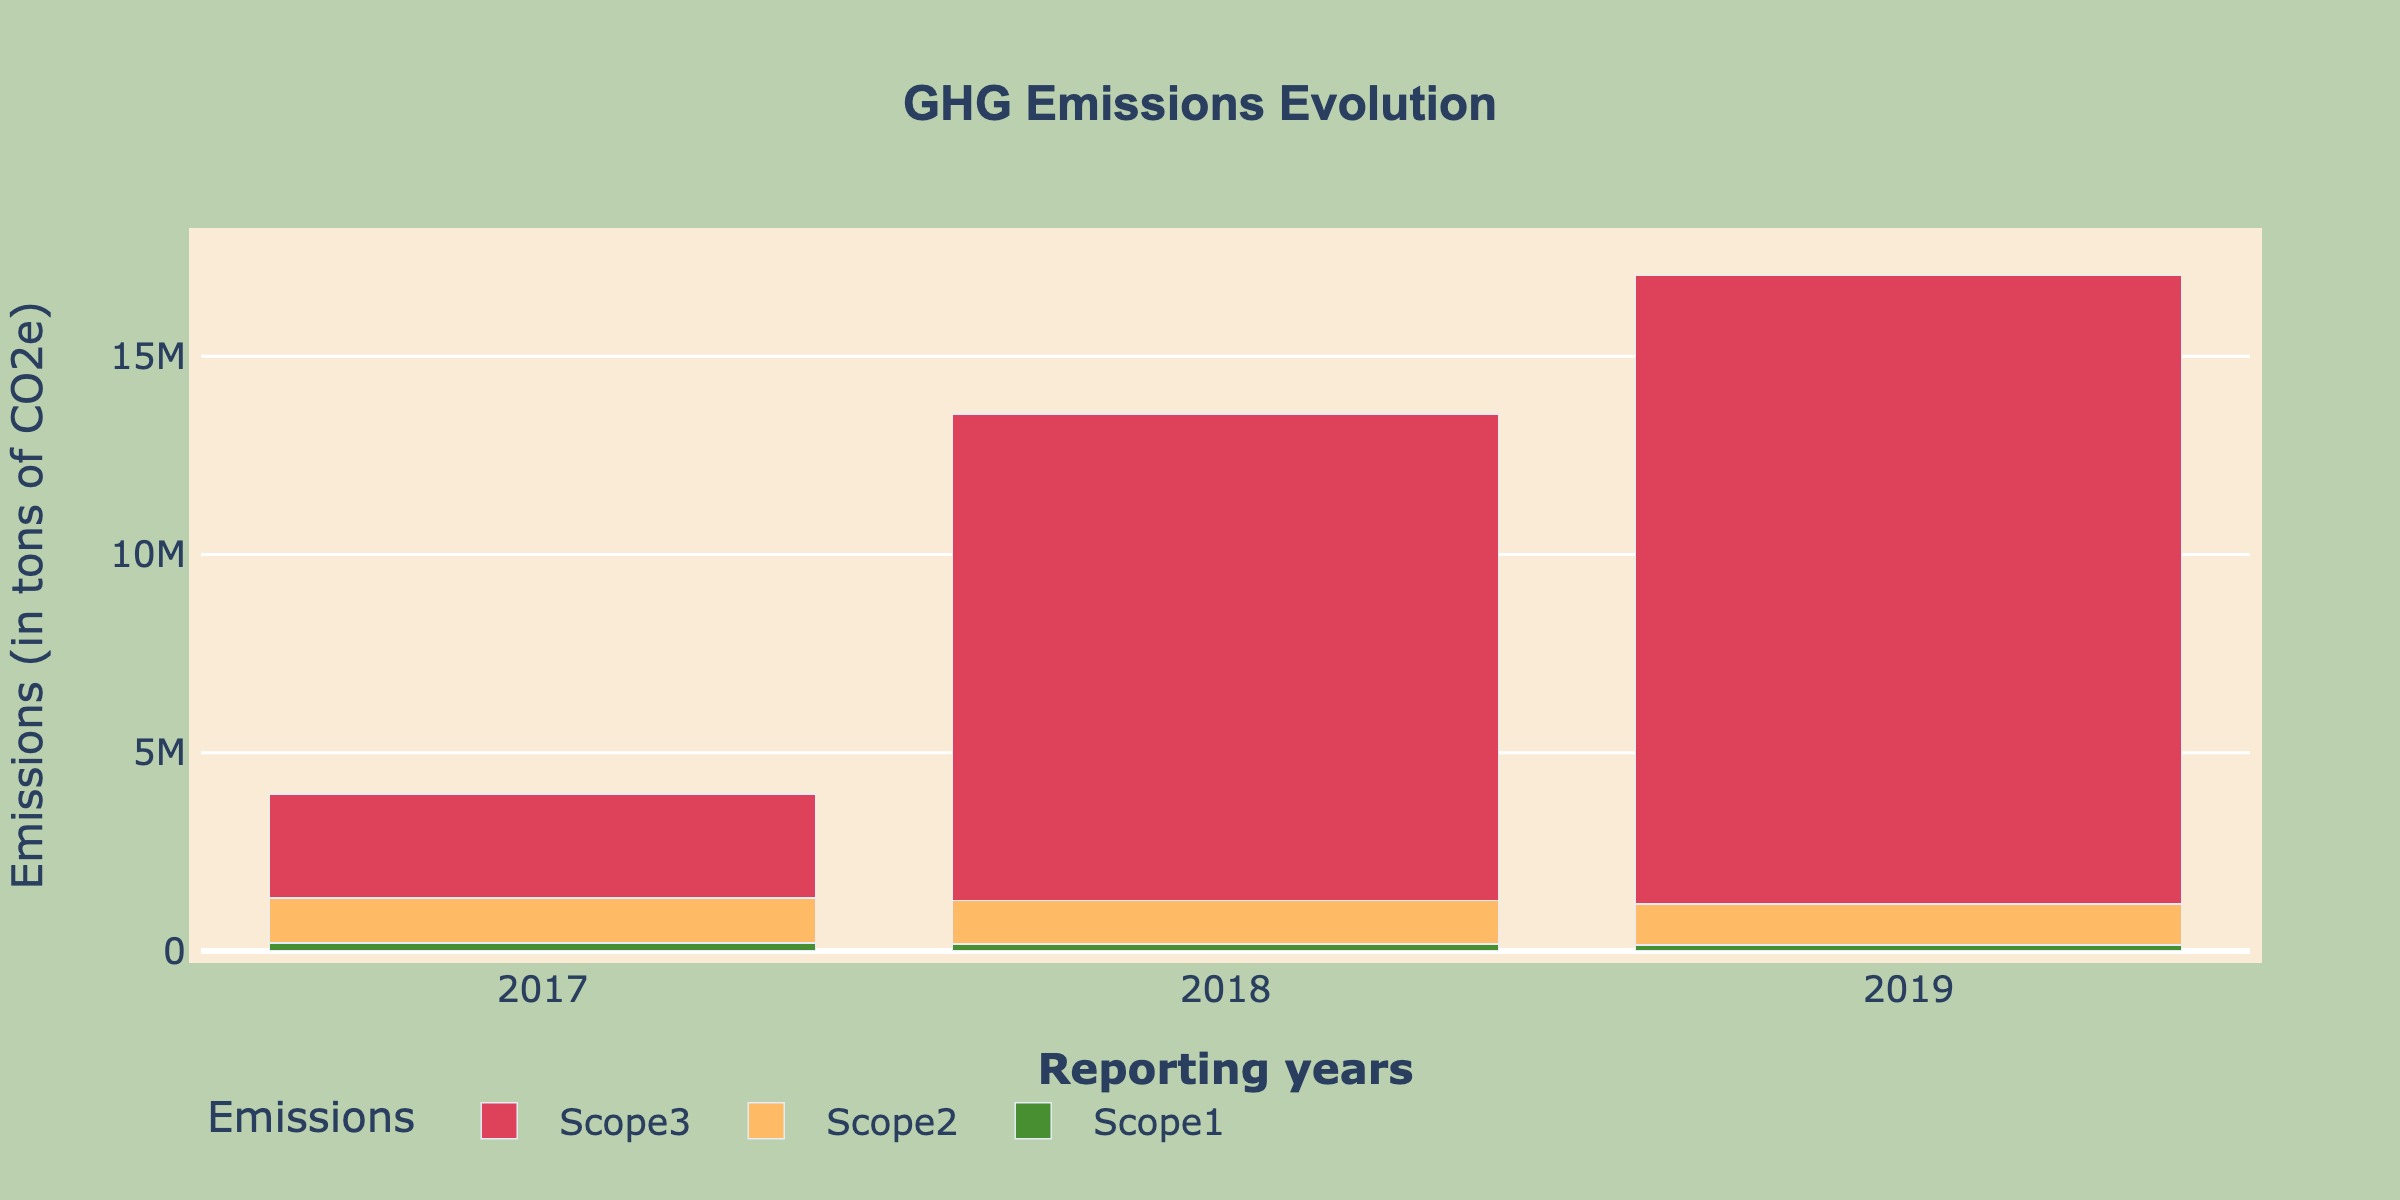 GHG Emissions Evolution
Emissions (in tons of CO2e)
15M
10M
5M
0
2017 2018 2019
Reporting years
Emissions Scope3 Scope2 Scope1